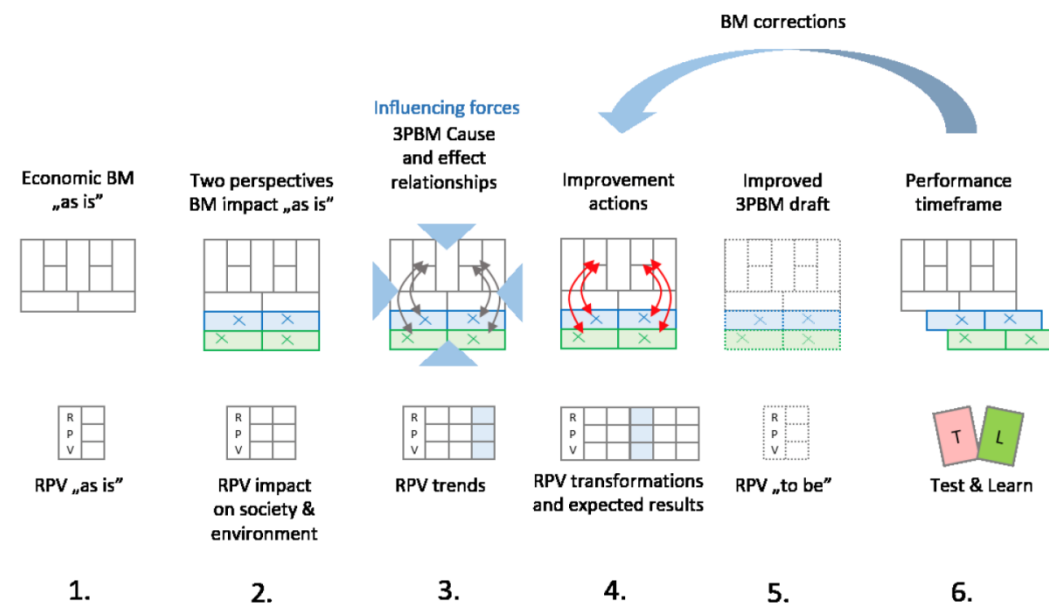 BM corrections
Influencing forces
3PBM Cause
and effect
relationships
Economic BM
„as is”
Two perspectives
BM impact „as is”
Improvement
actions
Improved
3PBM draft
Performance
timeframe
R
P
V
R
P
V
R
P
V
R
P
V
R
P
V
T
L
RPV „as is”
RPV impact
on society &
environment
RPV trends
RPV transformations
and expected results
RPV „to be”
Test & Learn
1.
2.
3.
4.
5.
6.